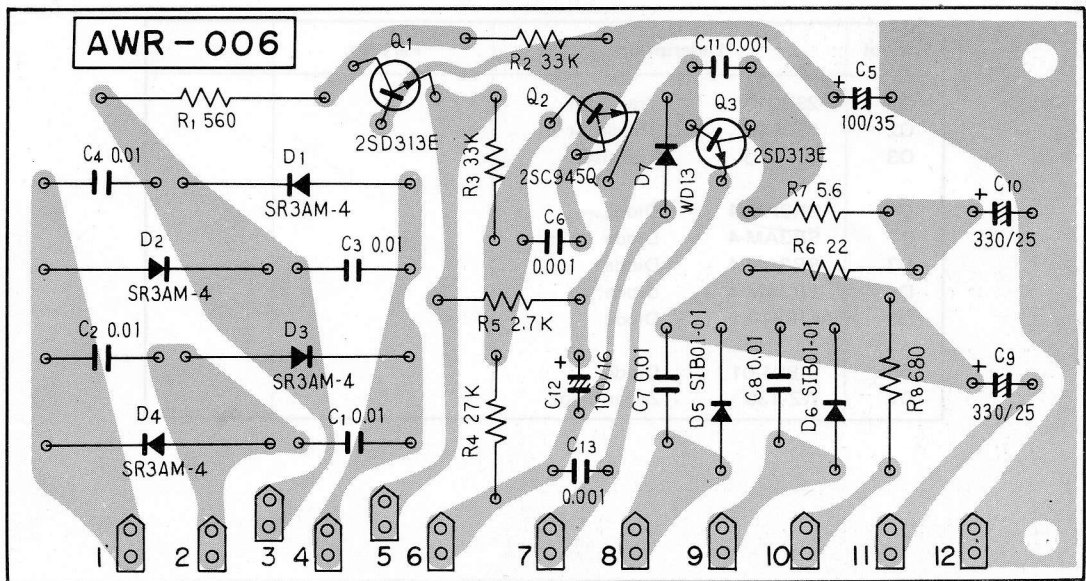 AWR-006
Q1
R2 33K
C11 0.001
C5
100/35
R1 560
2SD313E
Q2
2SC945Q
Q3
2SD313E
R3 33K
D7
WD13
C4 0.01
D1
SR3AM-4
R7 5.6
C10
330/25
D2
SR3AM-4
C3 0.01
C6
0.001
R6 22
R5 2.7K
C2 0.01
D3
SR3AM-4
C12
100/16
C7 0.01
D5 SIB01-01
C8 0.01
D6 SIB01-01
R8 680
C9
330/25
D4
SR3AM-4
C1 0.01
R4 27K
C13
0.001
1 2 3 4 5 6 7 8 9 10 11 12